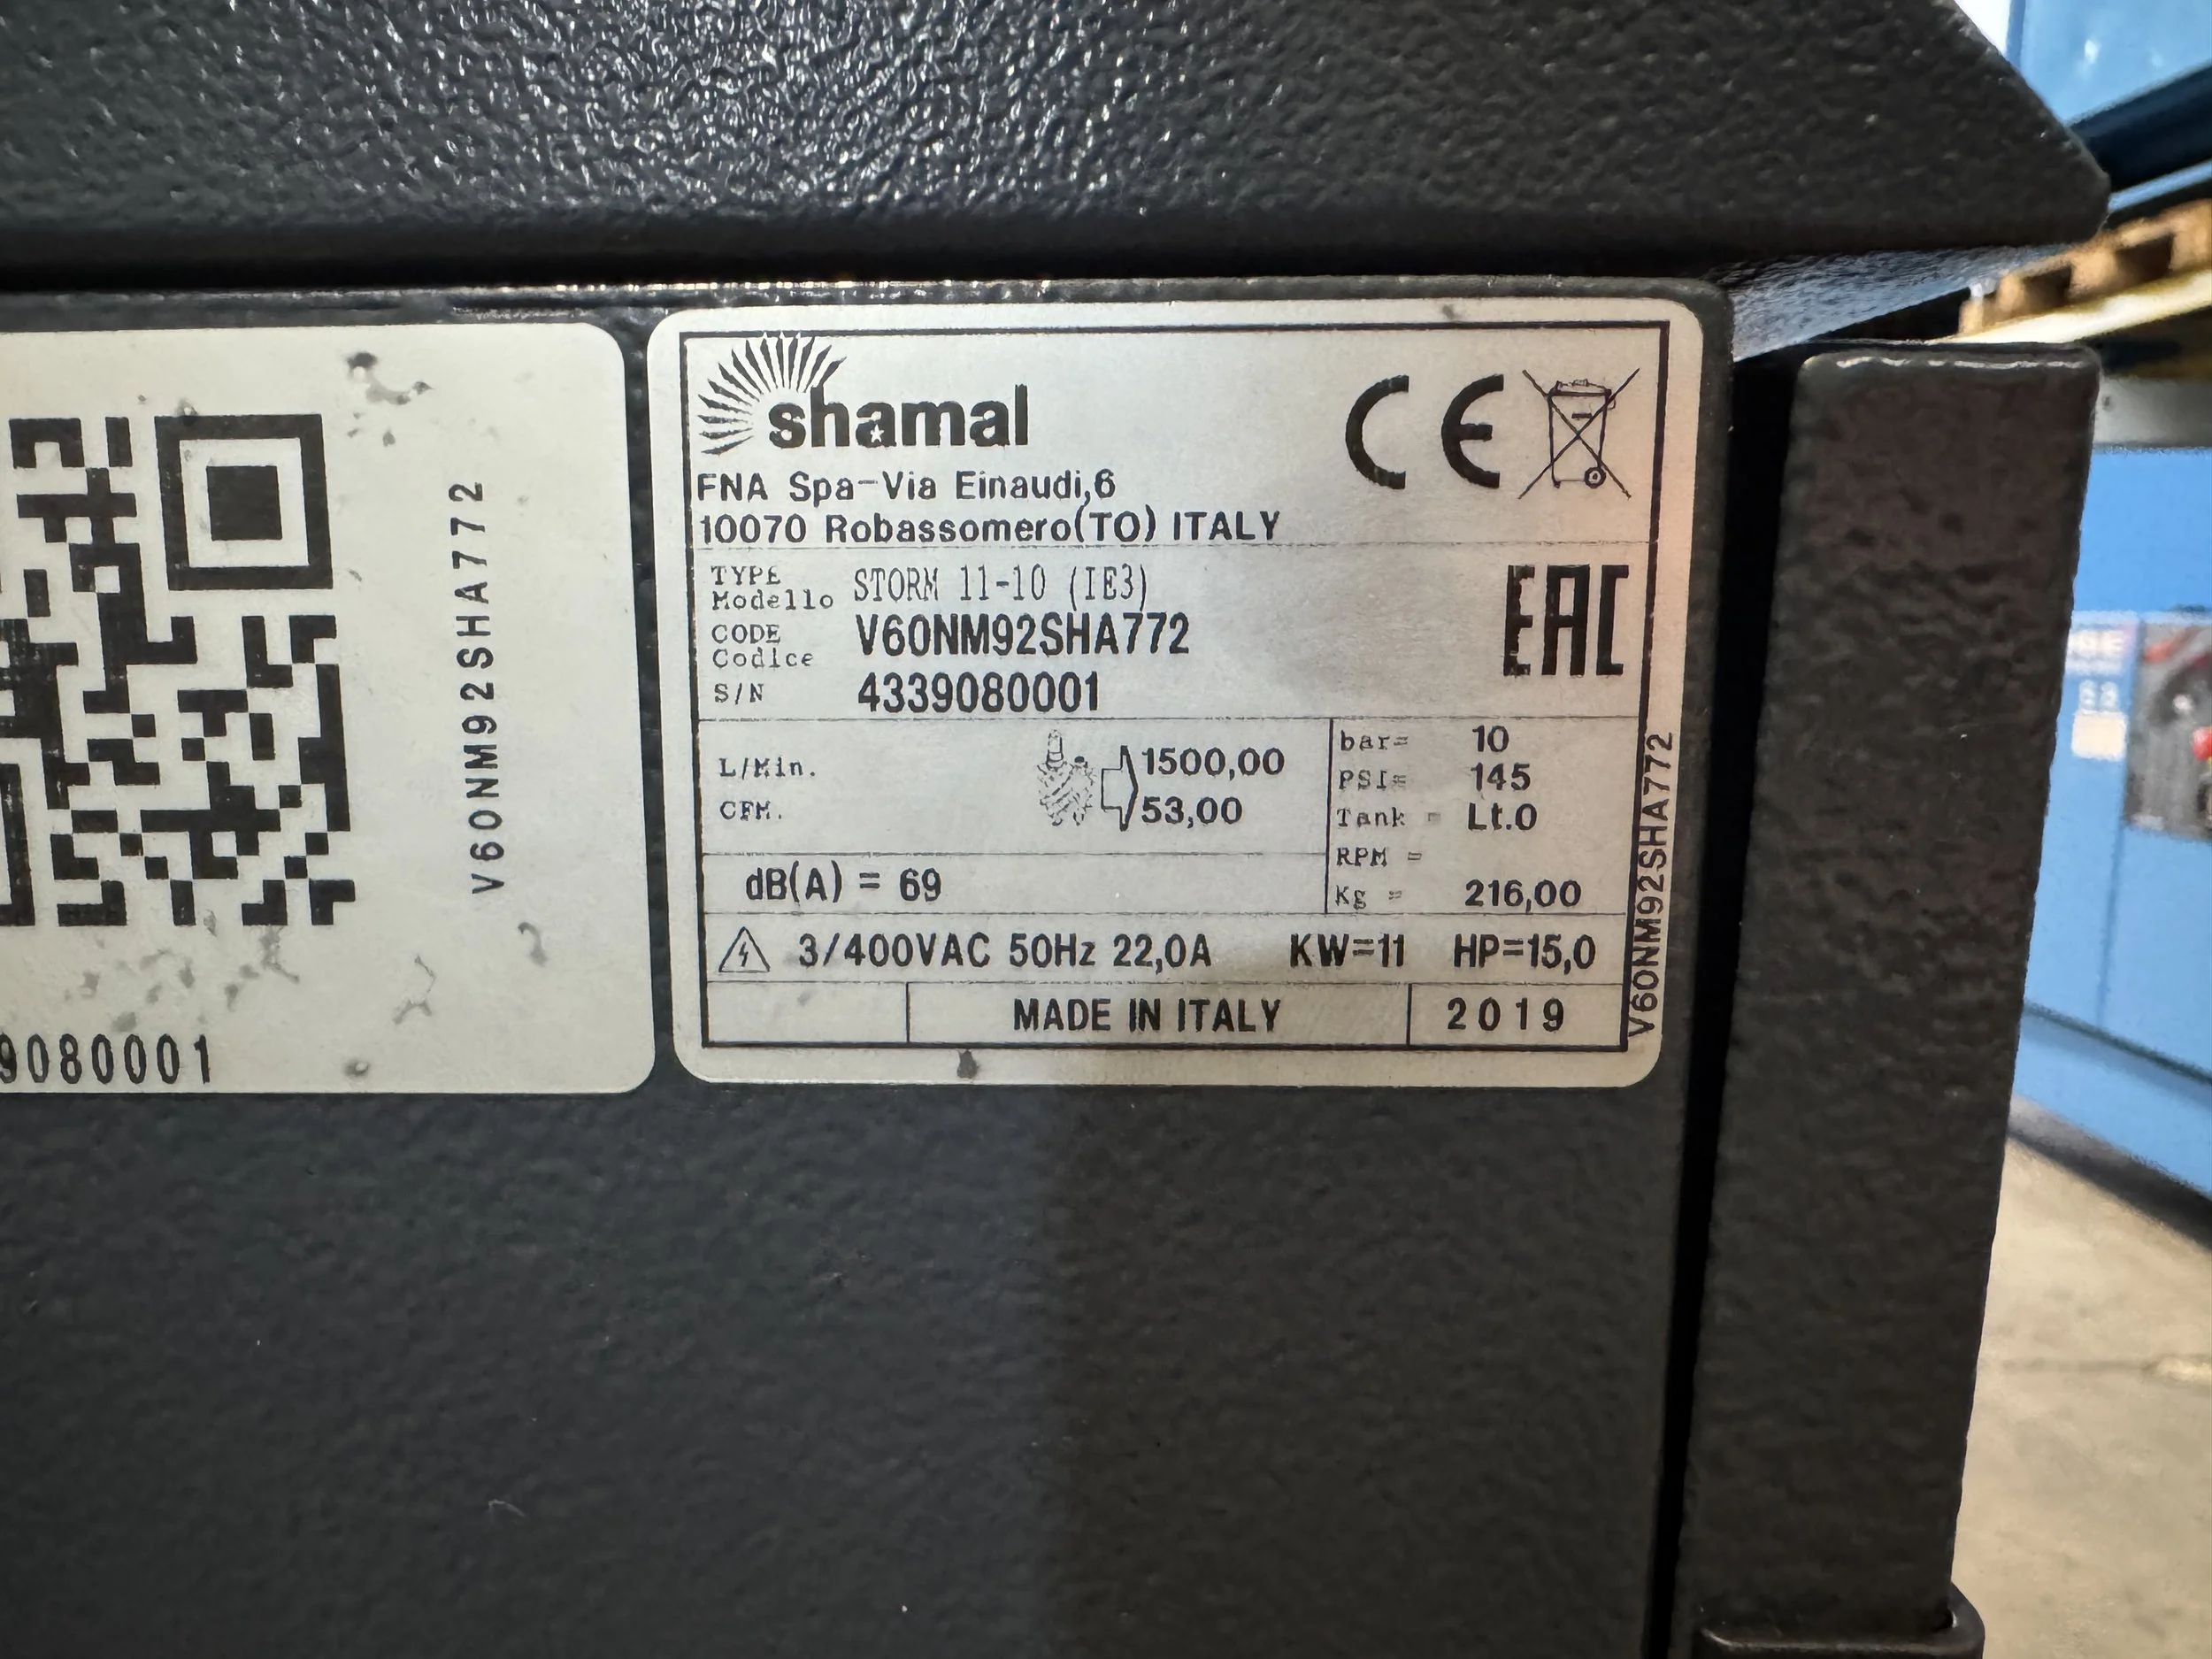 V60NM92SHA772
9080001
shamal
CE
FNA Spa-Via Einaudi,6
10070 Robassomero(TO) ITALY
TYPE
Modello STORM 11-10 (IE3)
EAC
CODE
Codice V60NM92SHA772
S/N 4339080001
L/Min. 1500,00
CFM. 53,00
bar= 10
PSI= 145
Tank = Lt.0
RPM =
Kg = 216,00
dB(A) = 69
3/400VAC 50Hz 22,0A KW=11 HP=15,0
MADE IN ITALY 2019
V60NM92SHA772